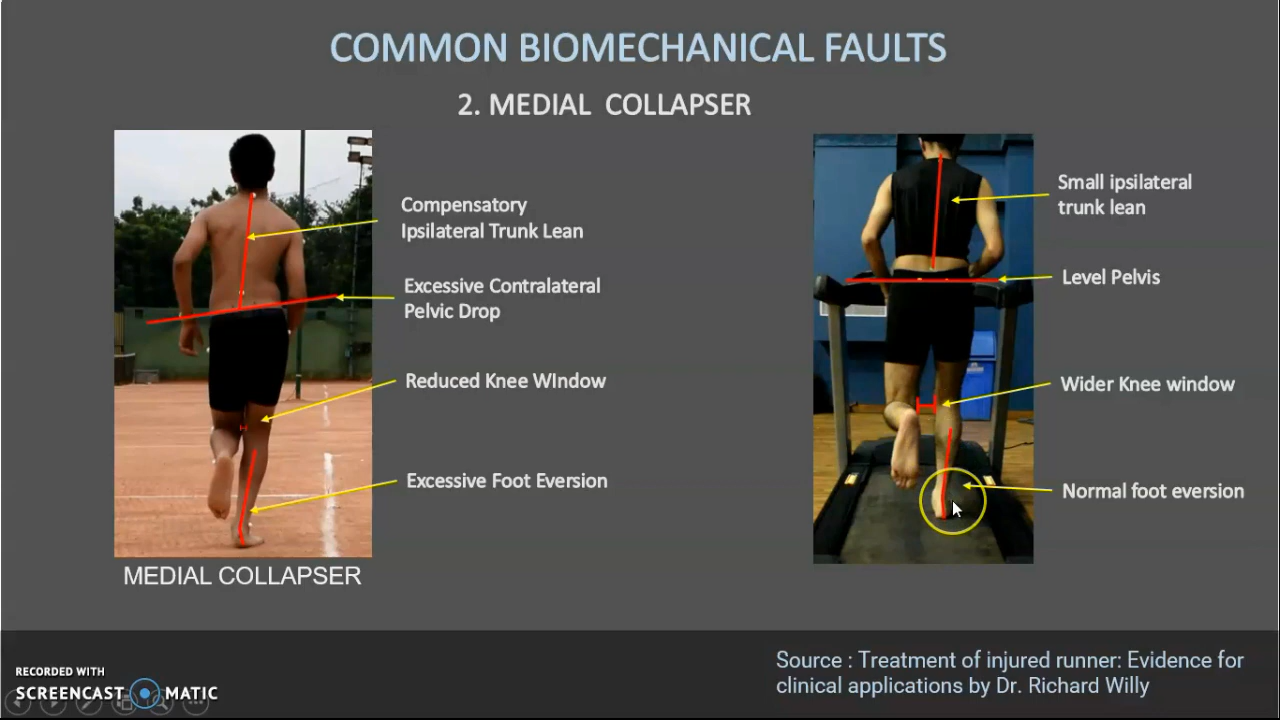 COMMON BIOMECHANICAL FAULTS
2. MEDIAL COLLAPSER
Compensatory
Ipsilateral Trunk Lean
Excessive Contralateral
Pelvic Drop
Reduced Knee WIndow
Excessive Foot Eversion
MEDIAL COLLAPSER
Small ipsilateral
trunk lean
Level Pelvis
Wider Knee window
Normal foot eversion
Source : Treatment of injured runner: Evidence for
clinical applications by Dr. Richard Willy
RECORDED WITH
SCREENCAST MATIC